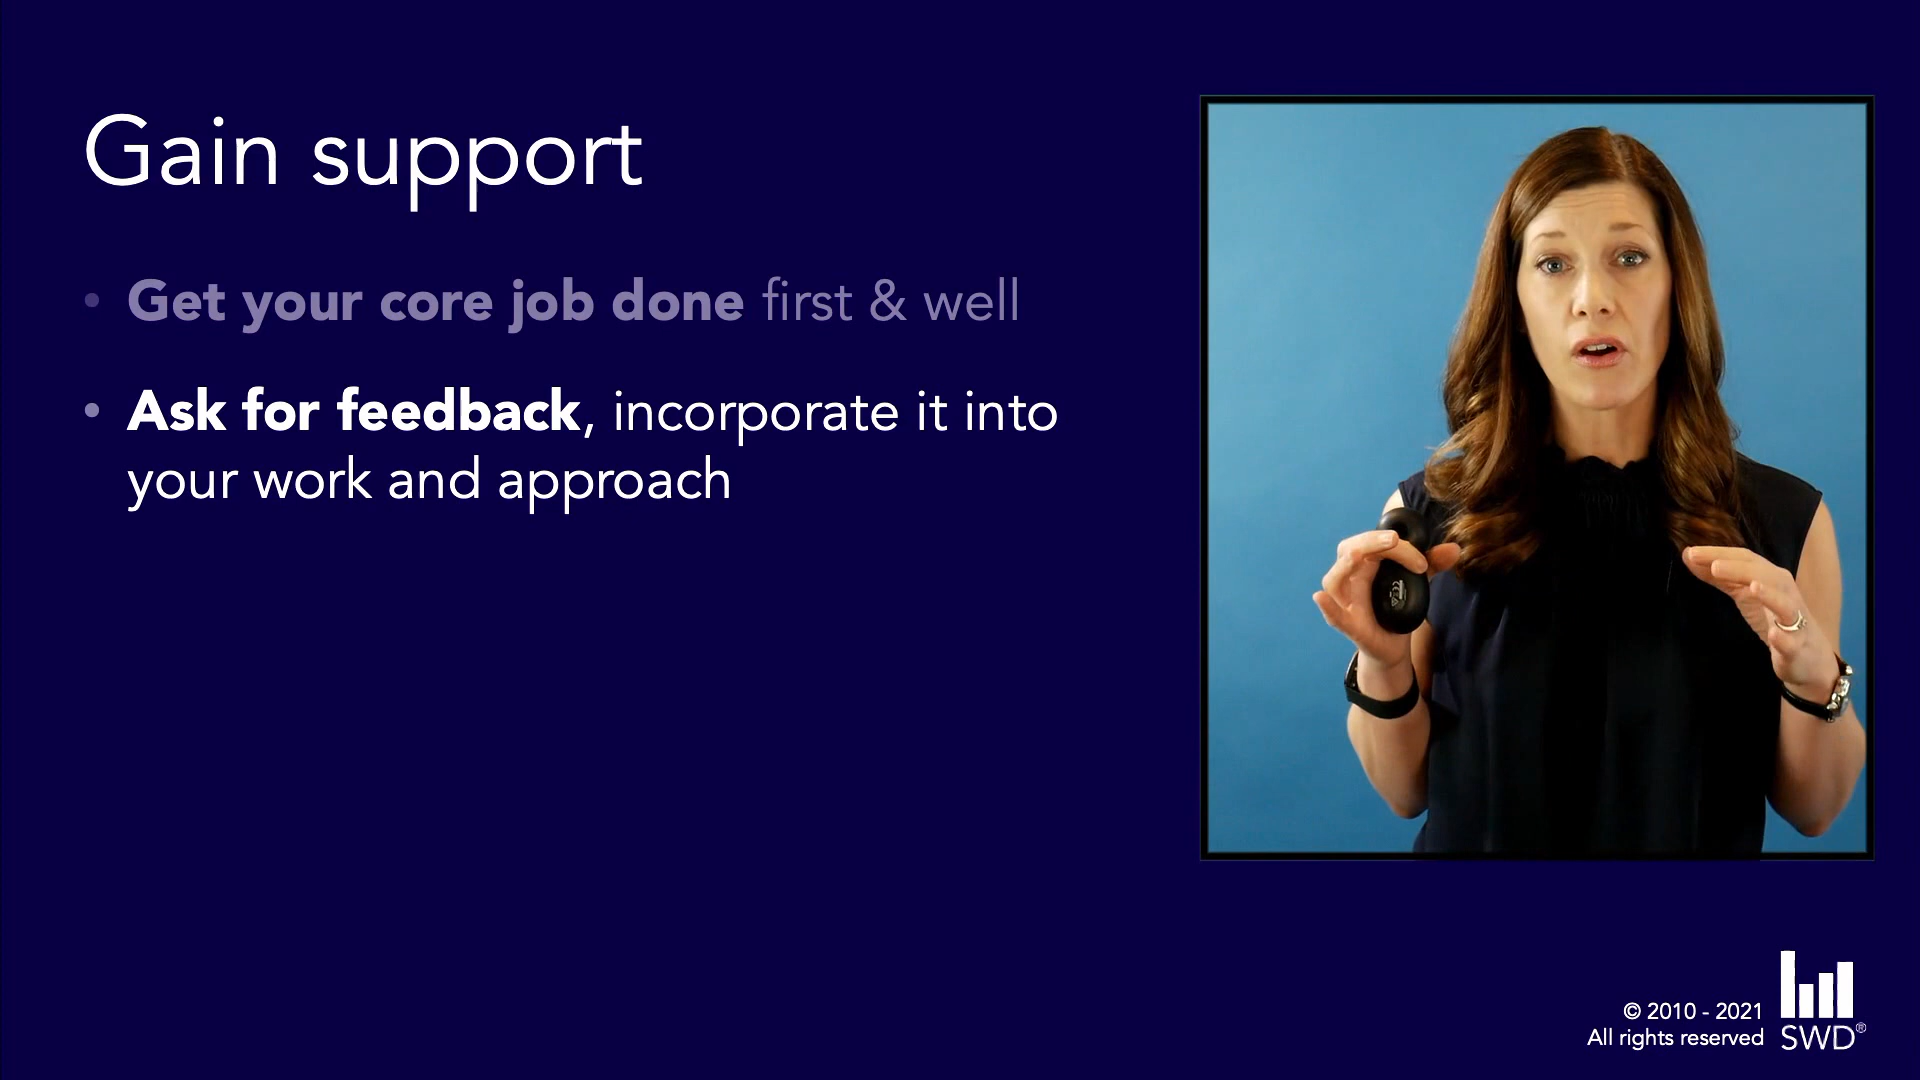 Gain support
• Get your core job done first & well
• Ask for feedback, incorporate it into
your work and approach
© 2010 - 2021
All rights reserved
SWD®